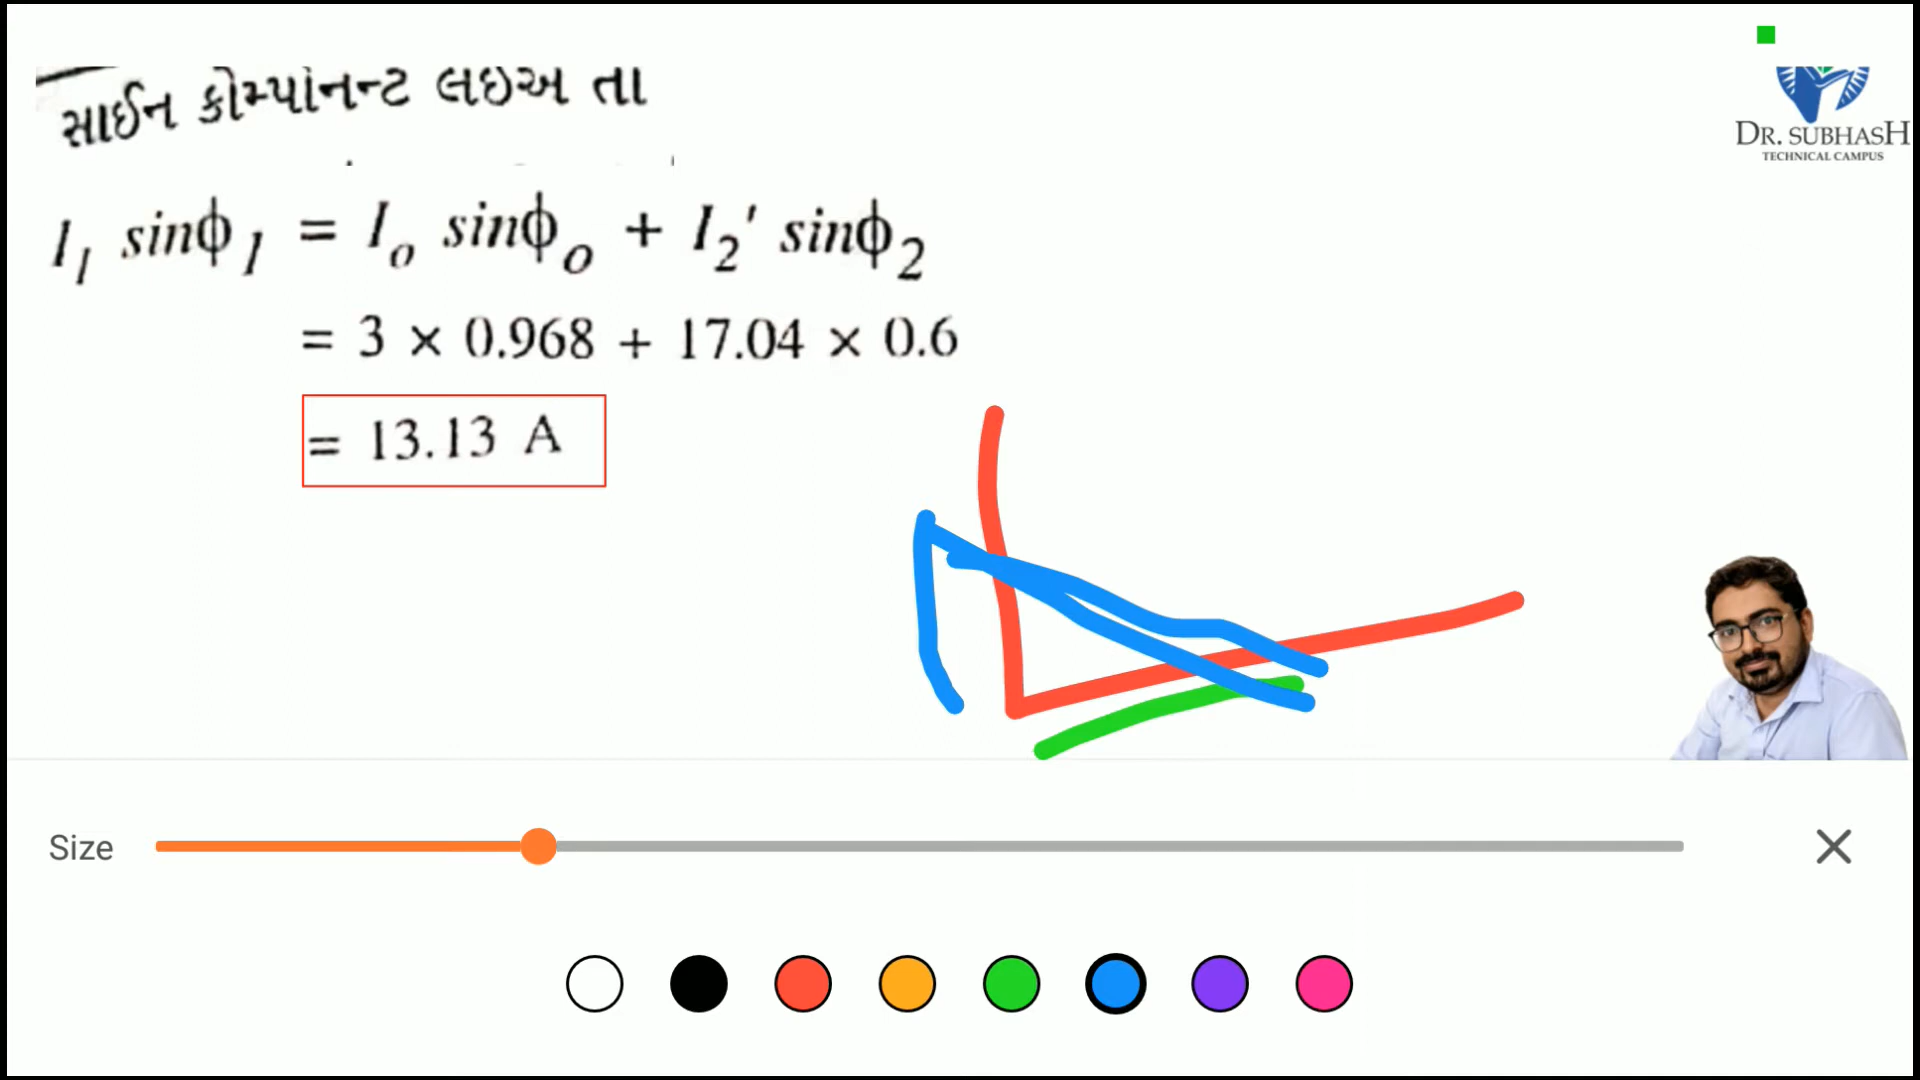 સાઈન કોમ્પોનન્ટ લઇએ તો
I₁ sinϕ₁ = Iₒ sinϕₒ + I₂' sinϕ₂
= 3 × 0.968 + 17.04 × 0.6
= 13.13 A
DR. SUBHASH
TECHNICAL CAMPUS
Size